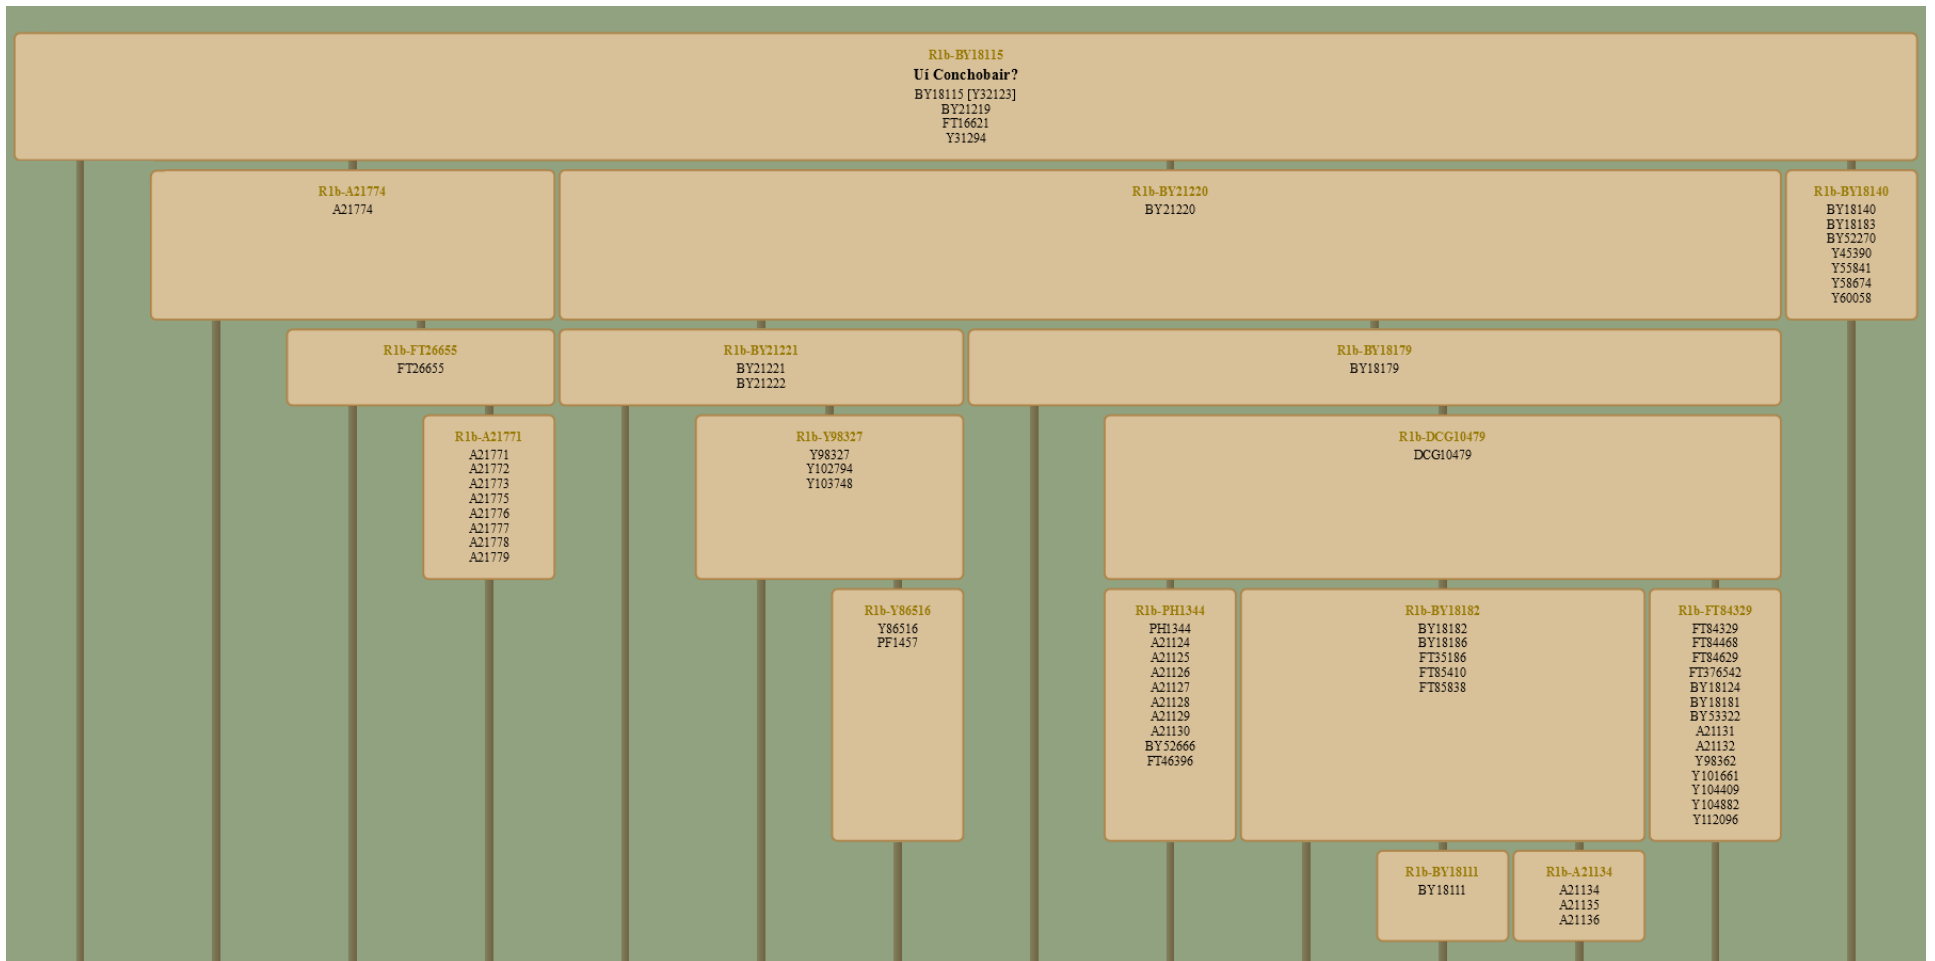 R1b-BY18115
Uí Conchobair?
BY18115 [Y32123]
BY21219
FT16621
Y31294
R1b-A21774
A21774
R1b-BY21220
BY21220
R1b-BY18140
BY18140
BY18183
BY52270
Y45390
Y55841
Y58674
Y60058
R1b-FT26655
FT26655
R1b-BY21221
BY21221
BY21222
R1b-BY18179
BY18179
R1b-A21771
A21771
A21772
A21773
A21775
A21776
A21777
A21778
A21779
R1b-Y98327
Y98327
Y102794
Y103748
R1b-DCG10479
DCG10479
R1b-Y86516
Y86516
PF1457
R1b-PH1344
PH1344
A21124
A21125
A21126
A21127
A21128
A21129
A21130
BY52666
FT46396
R1b-BY18182
BY18182
BY18186
FT35186
FT85410
FT85838
R1b-FT84329
FT84329
FT84468
FT84629
FT376542
BY18124
BY18181
BY53322
A21131
A21132
Y98362
Y101661
Y104409
Y104882
Y112096
R1b-BY18111
BY18111
R1b-A21134
A21134
A21135
A21136